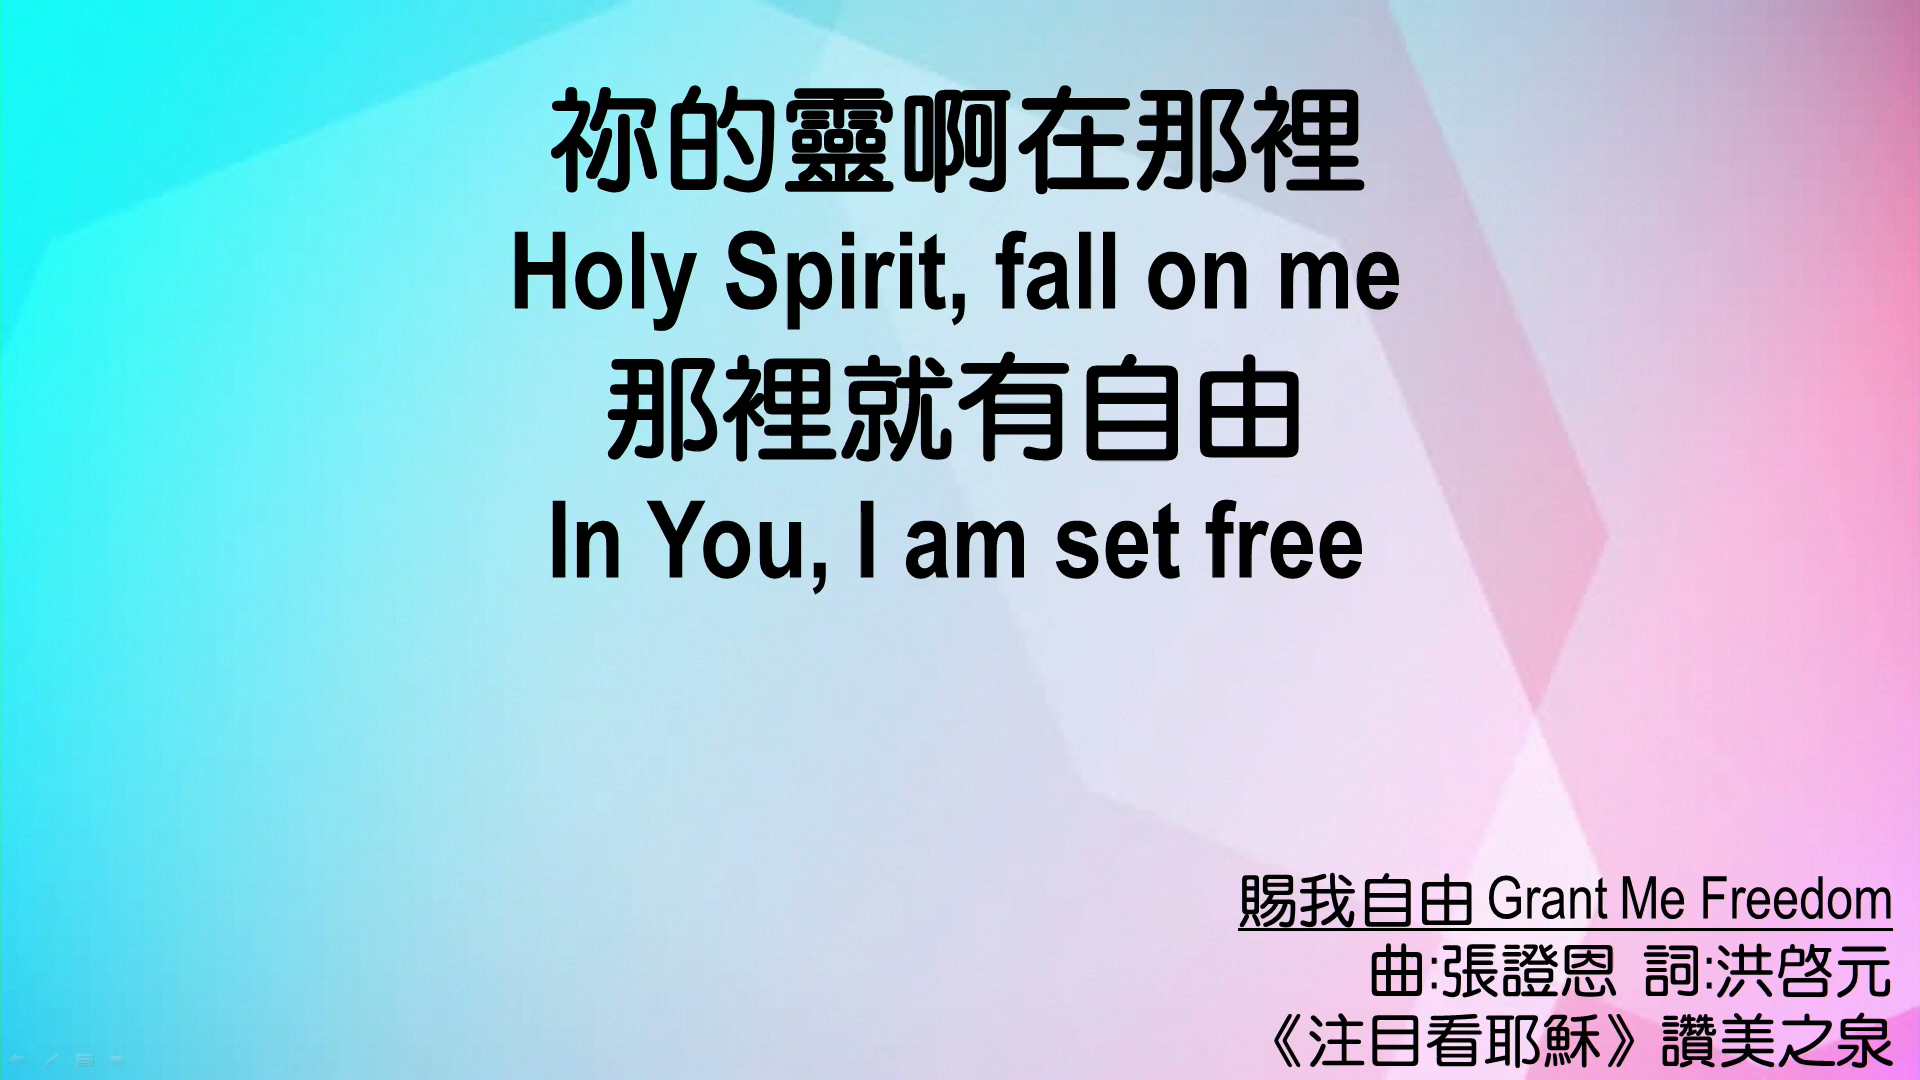 祢的靈啊在那裡
Holy Spirit, fall on me
那裡就有自由
In You, I am set free
賜我自由 Grant Me Freedom
曲:張證恩 詞:洪啓元
《注目看耶穌》讚美之泉